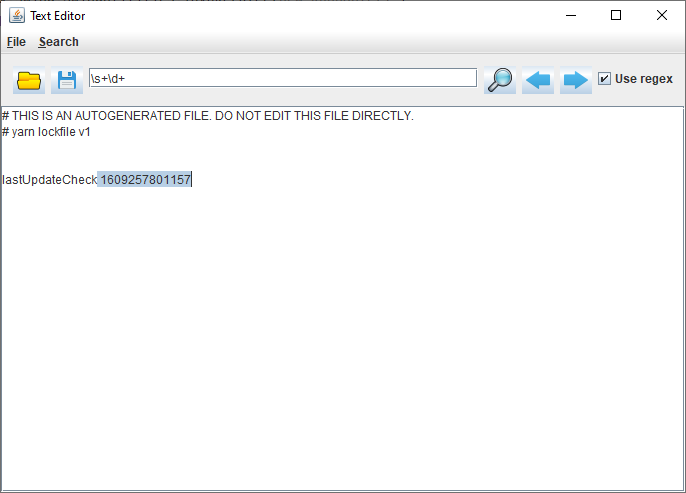 Text Editor
File Search
\s+\d+
Use regex
# THIS IS AN AUTOGENERATED FILE. DO NOT EDIT THIS FILE DIRECTLY.
# yarn lockfile v1
lastUpdateCheck 1609257801157